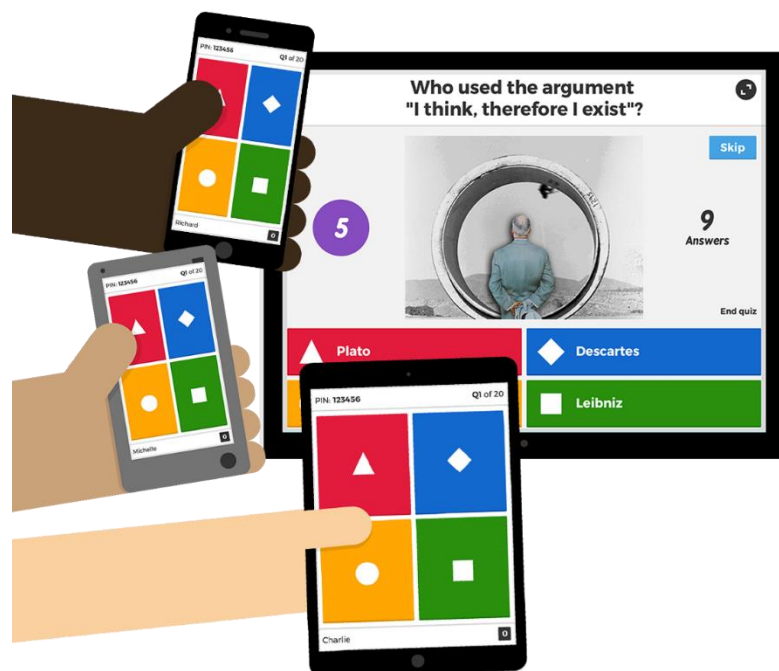 PIN: 123456 Q1 of 20
Richard 0
Who used the argument
"I think, therefore I exist"?
Skip
5
9
Answers
End quiz
Plato
Descartes
Leibniz
PIN: 123456 Q1 of 20
Michelle 0
PIN: 123456 Q1 of 20
Charlie 0